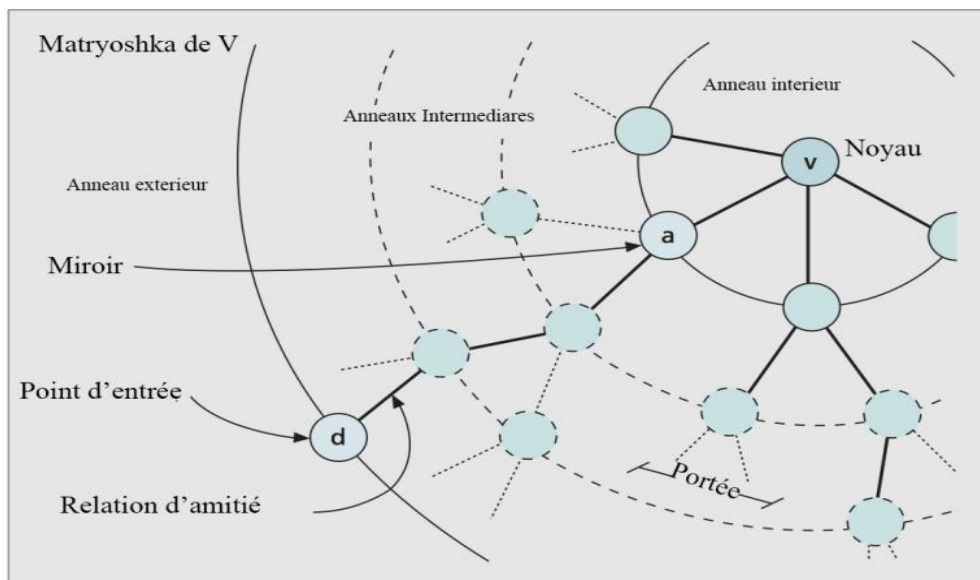 Matryoshka de V
Anneau interieur
Anneaux Intermediares
Noyau
v
Anneau exterieur
a
Miroir
Point d'entrée
d
Portée
Relation d'amitié